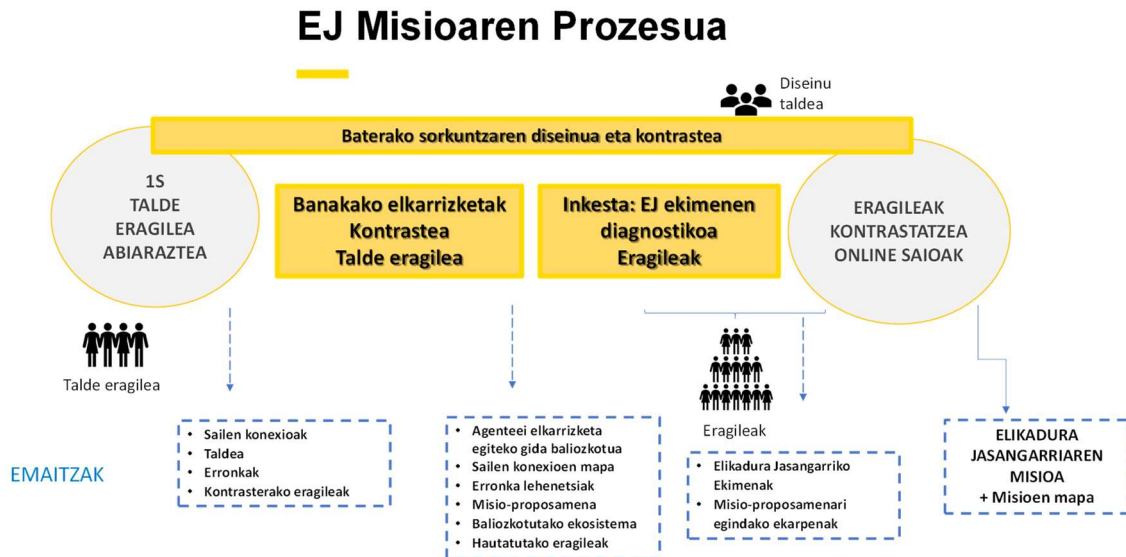 EJ Misioaren Prozesua
Diseinu
taldea
Baterako sorkuntzaren diseinua eta kontrastea
1S
TALDE
ERAGILEA
ABIARAZTEA
Banakako elkarrizketak
Kontrastea
Talde eragilea
Inkesta: EJ ekimenen
diagnostikoa
Eragileak
ERAGILEAK
KONTRASTATZEA
ONLINE SAIOAK
Talde eragilea
Eragileak
EMAITZAK
• Sailen konexioak
• Taldea
• Erronkak
• Kontrasterako eragileak
• Agenteei elkarrizketa
egiteko gida baliozkotua
• Sailen konexioen mapa
• Erronka lehenetsiak
• Misio-proposamena
• Baliozkotutako ekosistema
• Hautatutako eragileak
• Elikadura Jasangarriko
Ekimenak
• Misio-proposamenari
egindako ekarpenak
ELIKADURA
JASANGARRIAREN
MISIOA
+ Misioen mapa